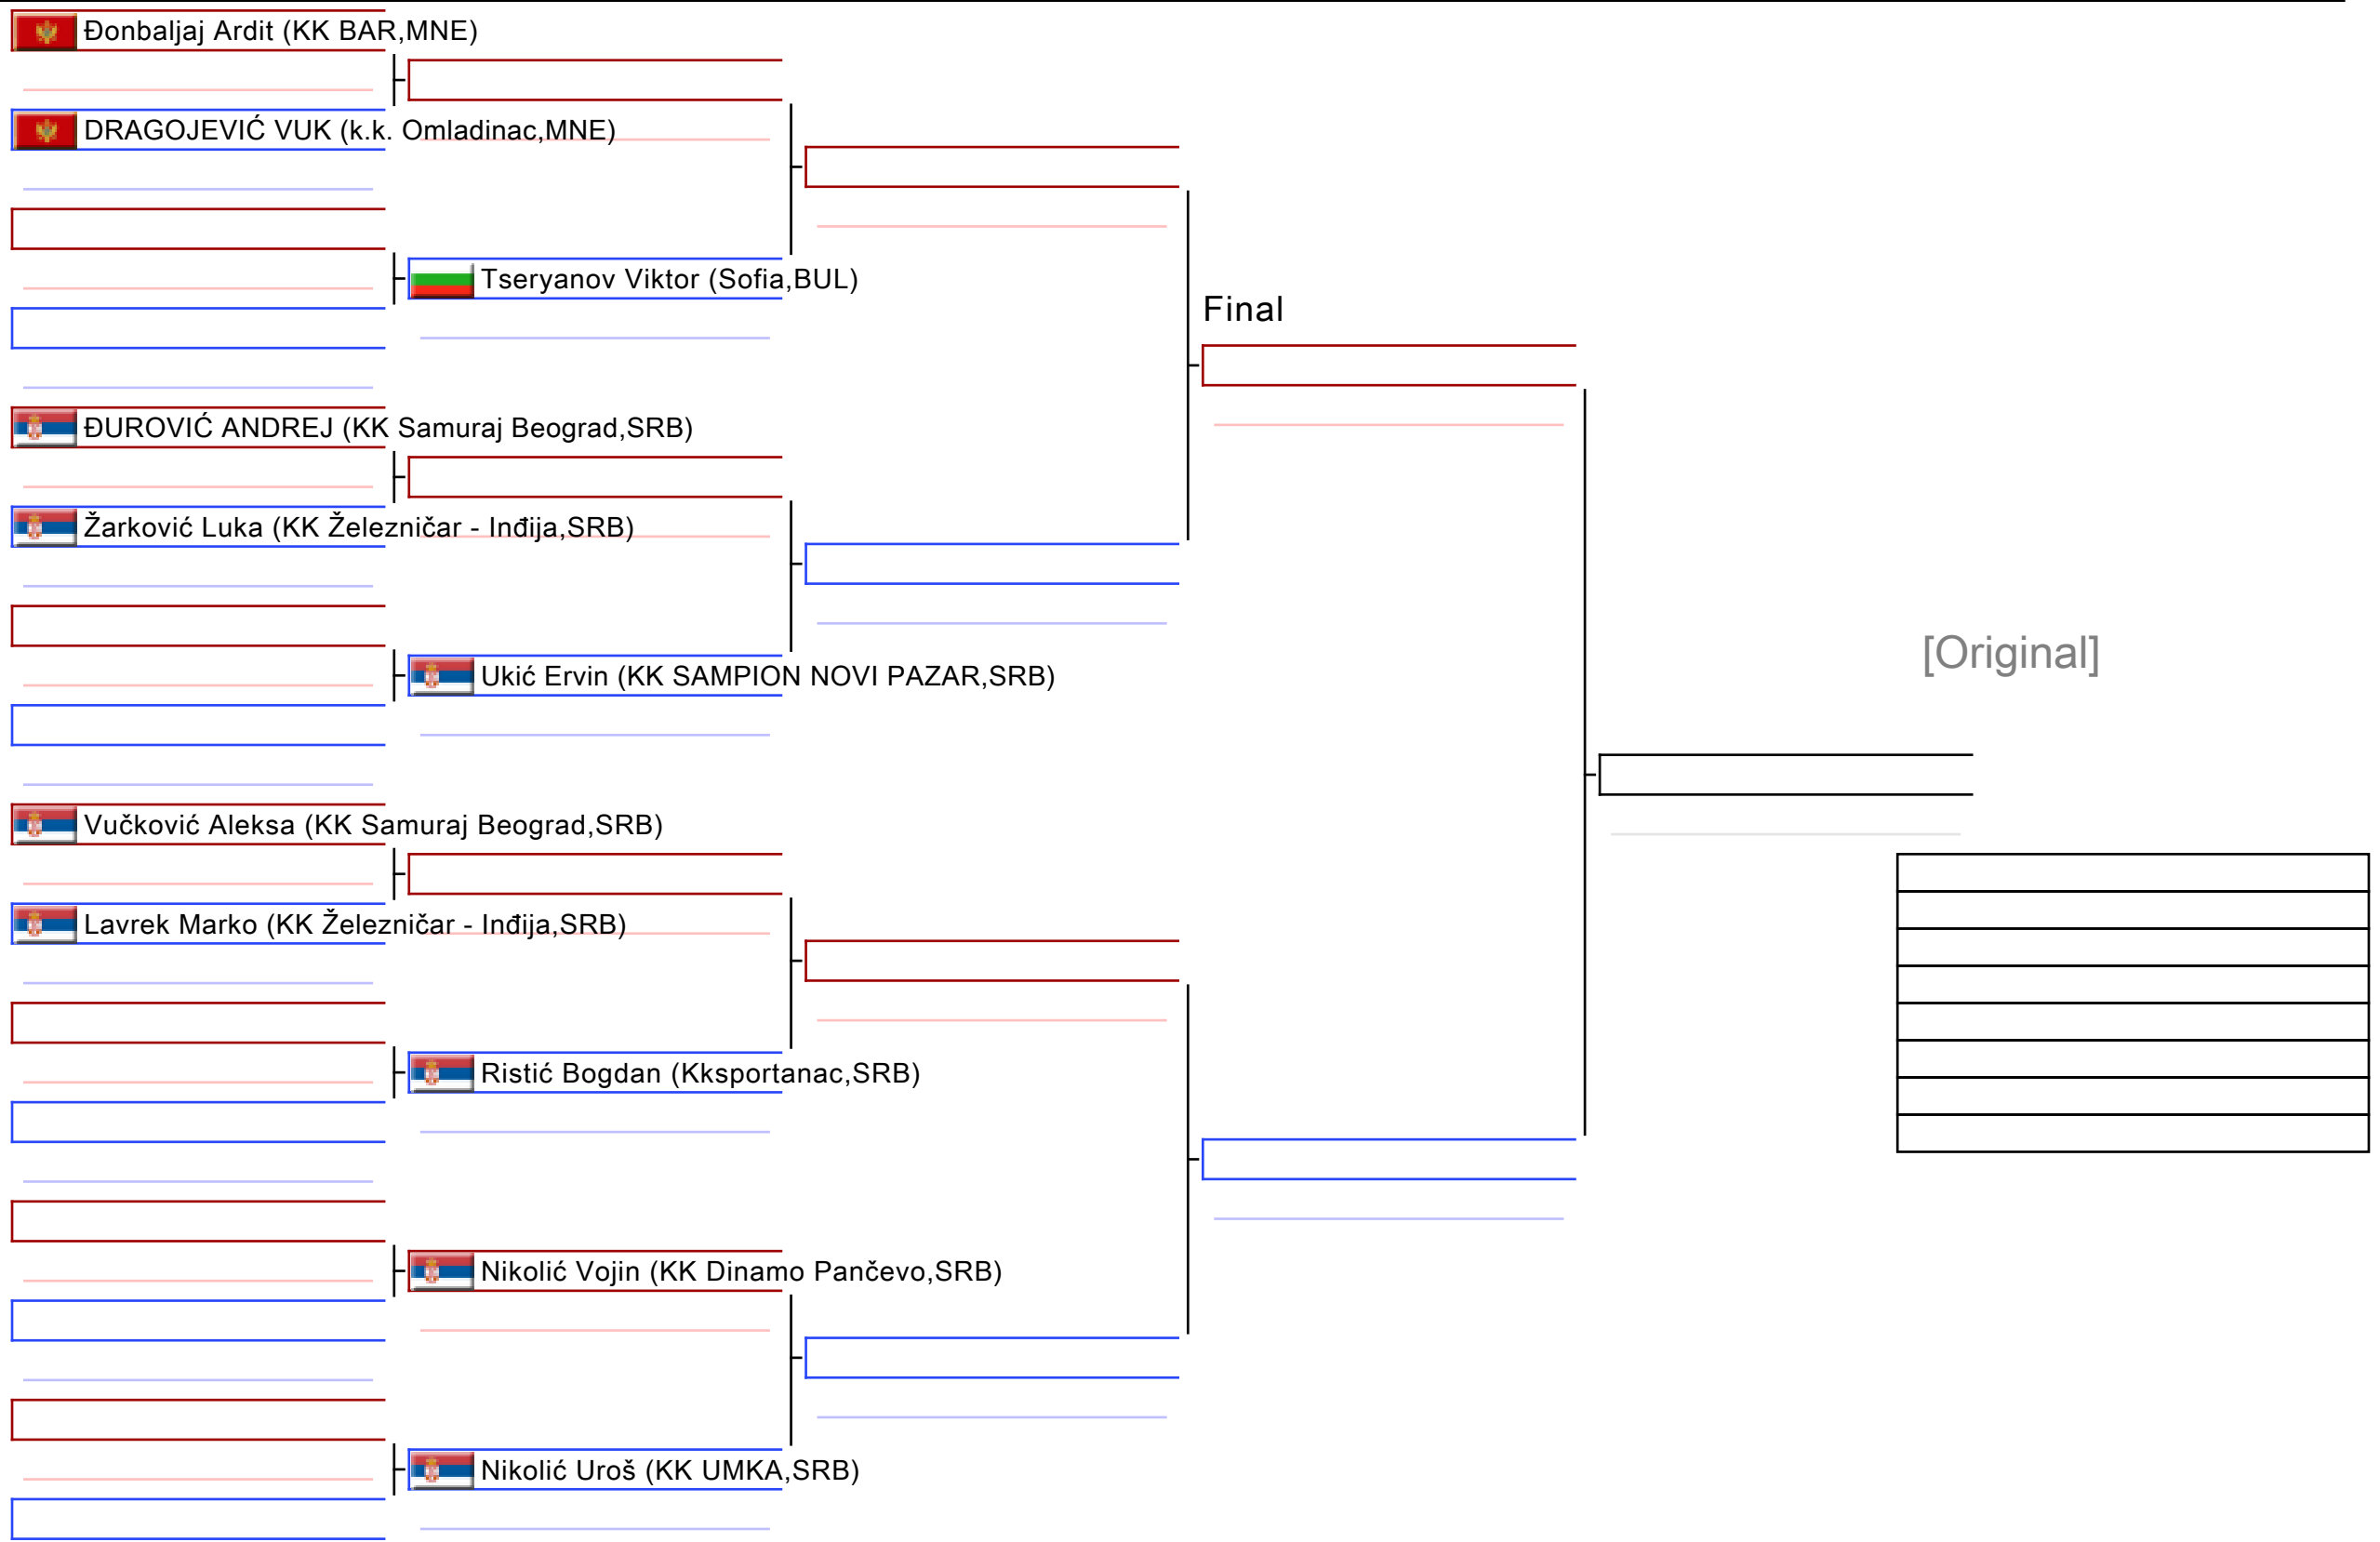 Đonbaljaj Ardit (KK BAR,MNE)
DRAGOJEVIĆ VUK (k.k. Omladinac,MNE)
Tseryanov Viktor (Sofia,BUL)
Final
ĐUROVIĆ ANDREJ (KK Samuraj Beograd,SRB)
Žarković Luka (KK Železničar - Inđija,SRB)
[Original]
Ukić Ervin (KK SAMPION NOVI PAZAR,SRB)
Vučković Aleksa (KK Samuraj Beograd,SRB)
Lavrek Marko (KK Železničar - Inđija,SRB)
Ristić Bogdan (Kksportanac,SRB)
Nikolić Vojin (KK Dinamo Pančevo,SRB)
Nikolić Uroš (KK UMKA,SRB)